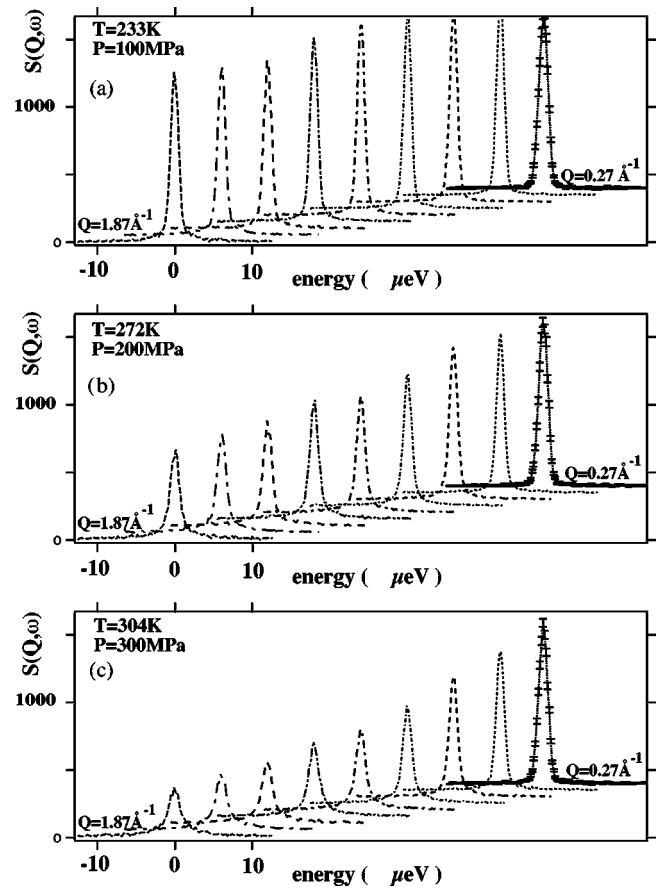 S(Q,ω)
T=233K
P=100MPa
(a)
1000
Q=0.27 Å⁻¹
Q=1.87Å⁻¹
0
-10 0 10
energy ( μeV)
S(Q,ω)
T=272K
P=200MPa
(b)
1000
Q=0.27Å⁻¹
Q=1.87Å⁻¹
0
-10 0 10
energy ( μeV)
S(Q,ω)
T=304K
P=300MPa
(c)
1000
Q=0.27Å⁻¹
Q=1.87Å⁻¹
0
-10 0 10
energy ( μeV)